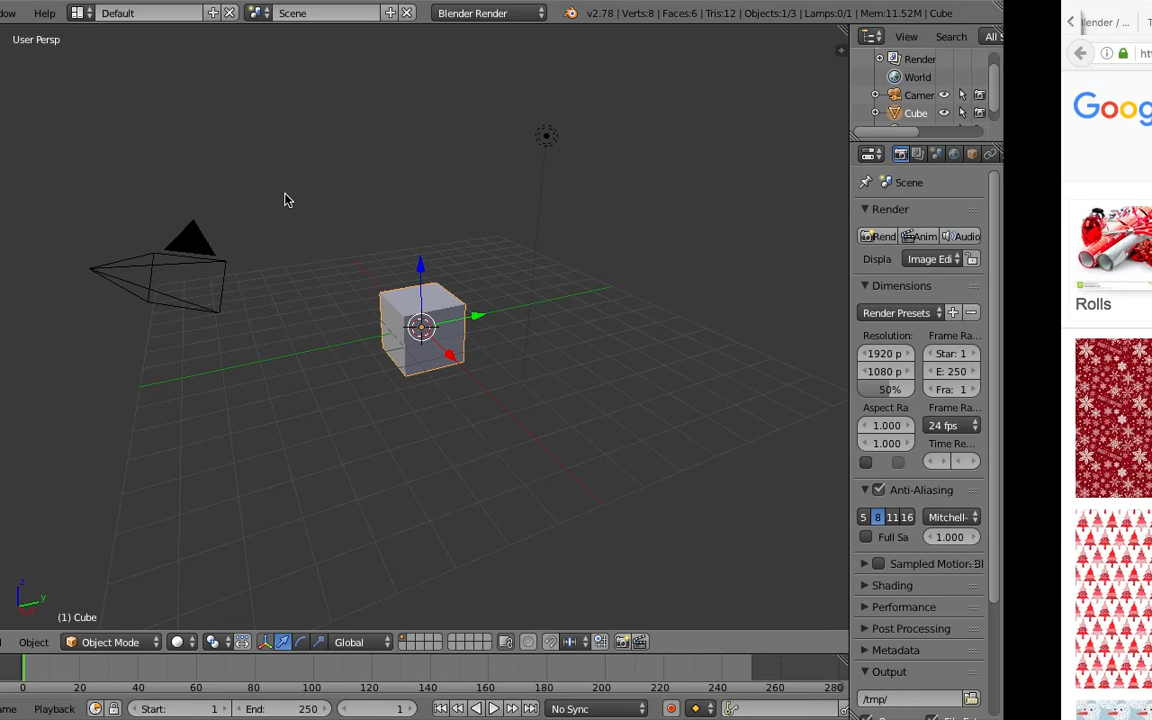 Help
Default
Scene
Blender Render
v2.78 | Verts:8 | Faces:6 | Tris:12 | Objects:1/3 | Lamps:0/1 | Mem:11.52M | Cube
User Persp
View
Search
All S
Render
World
Camer
Cube
Scene
Render
Rend
Anim
Audio
Displa
Image Edi
Dimensions
Render Presets
Resolution:
Frame Ra...
1920 p
Star: 1
1080 p
E: 250
50%
Fra: 1
Aspect Ra
Frame Ra...
1.000
24 fps
1.000
Time Re...
Anti-Aliasing
5
8
11
16
Mitchell-
Full Sa
1.000
Sampled Motion Bl
Shading
Performance
Post Processing
Metadata
Output
/tmp/
z
y
(1) Cube
Object
Object Mode
Global
0
20
40
60
80
100
120
140
160
180
200
220
240
260
280
Playback
Start: 1
End: 250
1
No Sync
lender / ...
Goog
Rolls